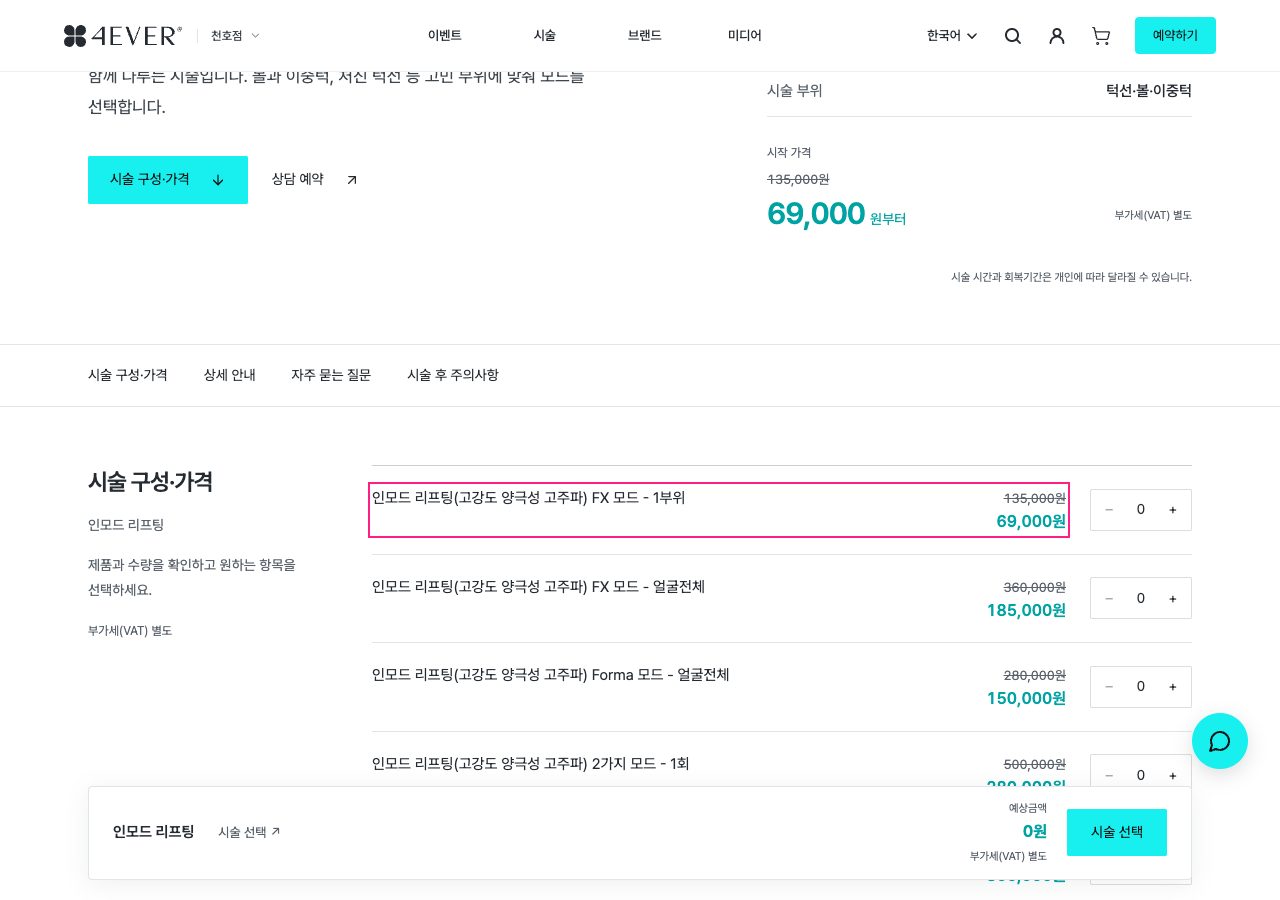 4EVER
천호점
이벤트
시술
브랜드
미디어
한국어
예약하기
함께 나누는 시술입니다. 볼과 이중턱, 처진 턱선 등 고민 부위에 맞춰 모드를
선택합니다.
시술 구성·가격
상담 예약
시술 부위
턱선·볼·이중턱
시작 가격
135,000원
69,000 원부터
부가세(VAT) 별도
시술 시간과 회복기간은 개인에 따라 달라질 수 있습니다.
시술 구성·가격
상세 안내
자주 묻는 질문
시술 후 주의사항
시술 구성·가격
인모드 리프팅
제품과 수량을 확인하고 원하는 항목을
선택하세요.
부가세(VAT) 별도
인모드 리프팅(고강도 양극성 고주파) FX 모드 - 1부위
135,000원
69,000원
− 0 +
인모드 리프팅(고강도 양극성 고주파) FX 모드 - 얼굴전체
360,000원
185,000원
− 0 +
인모드 리프팅(고강도 양극성 고주파) Forma 모드 - 얼굴전체
280,000원
150,000원
− 0 +
인모드 리프팅(고강도 양극성 고주파) 2가지 모드 - 1회
500,000원
− 0 +
인모드 리프팅
시술 선택
예상금액
0원
부가세(VAT) 별도
시술 선택